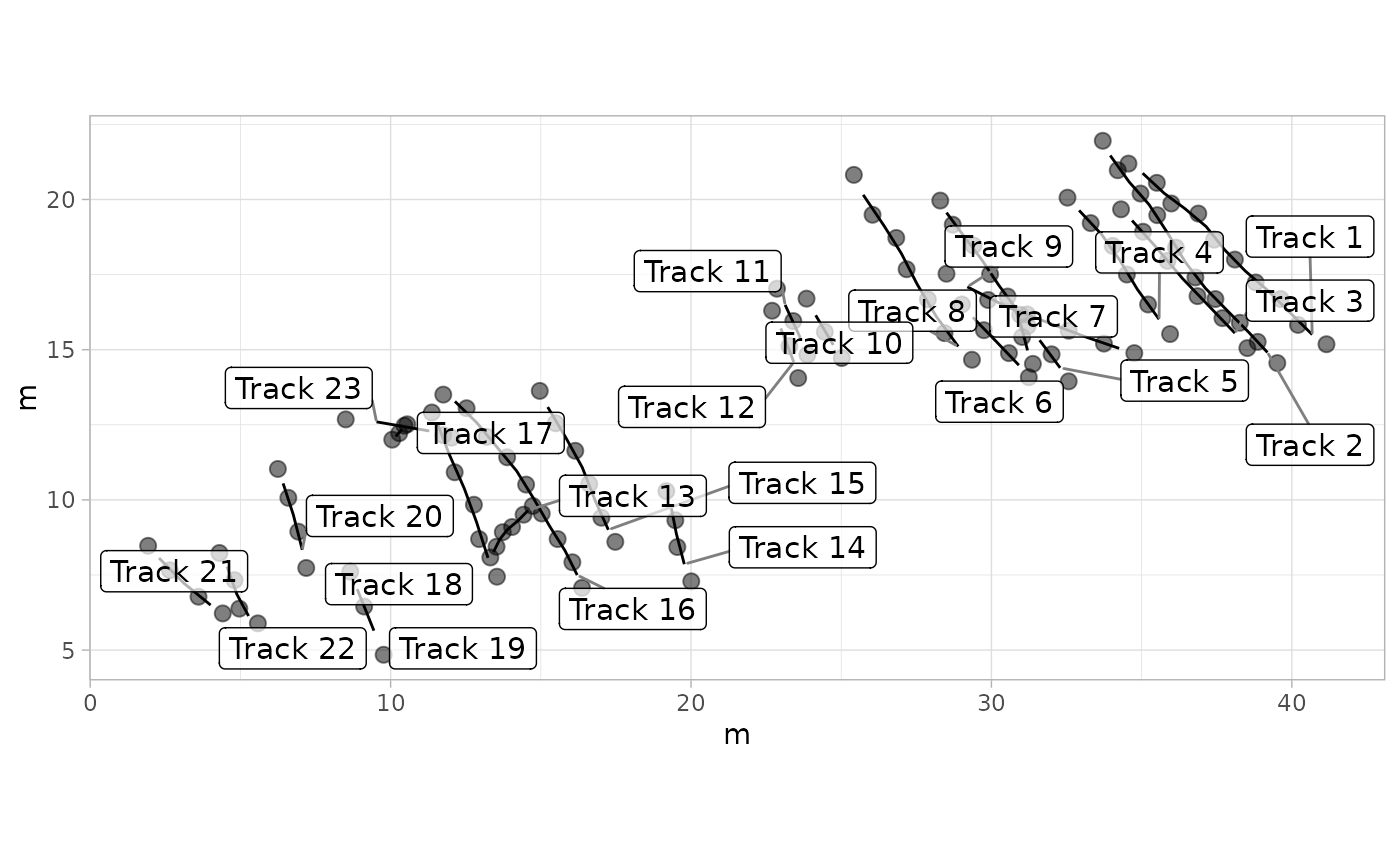 20
15
10
5
m
Track 1
Track 9
Track 4
Track 11
Track 3
Track 8
Track 7
Track 10
Track 5
Track 23
Track 6
Track 12
Track 17
Track 2
Track 15
Track 13
Track 20
Track 14
Track 21
Track 18
Track 16
Track 22
Track 19
0
10
20
30
40
m